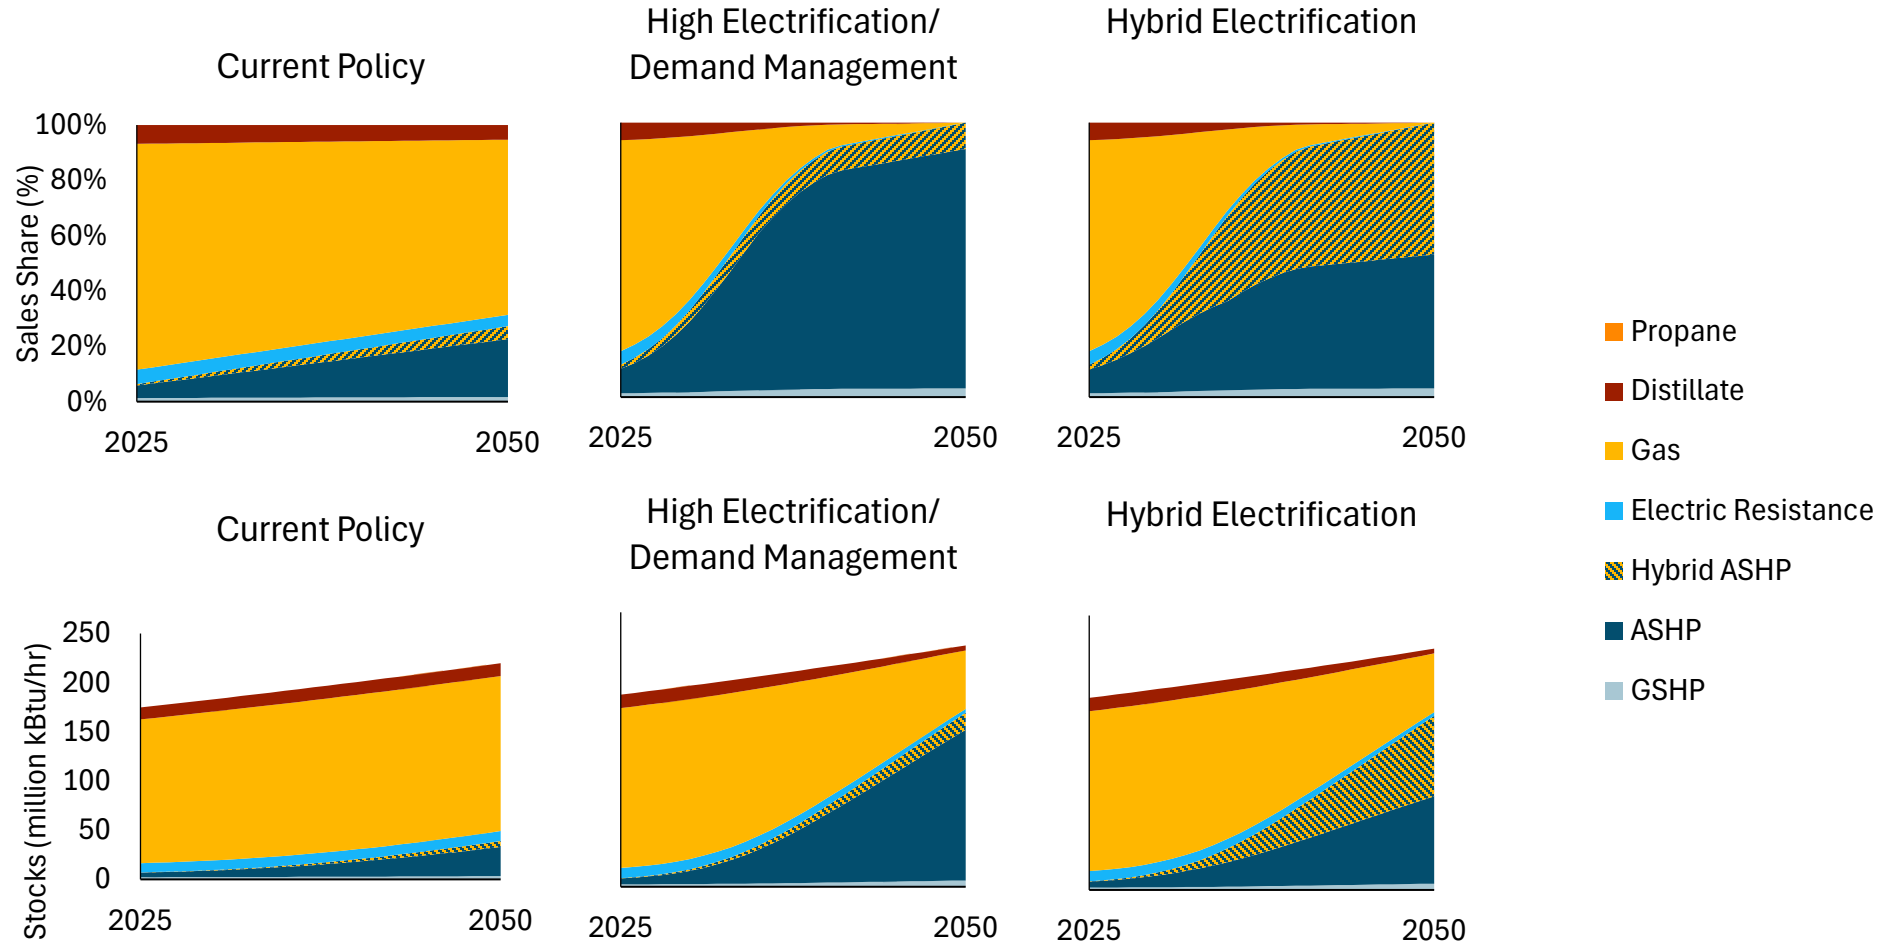 Current Policy
High Electrification/
Demand Management
Hybrid Electrification
Sales Share (%)
100%
80%
60%
40%
20%
0%
2025
2050
2025
2050
2025
2050
Current Policy
High Electrification/
Demand Management
Hybrid Electrification
Stocks (million kBtu/hr)
250
200
150
100
50
0
2025
2050
2025
2050
2025
2050
Propane
Distillate
Gas
Electric Resistance
Hybrid ASHP
ASHP
GSHP